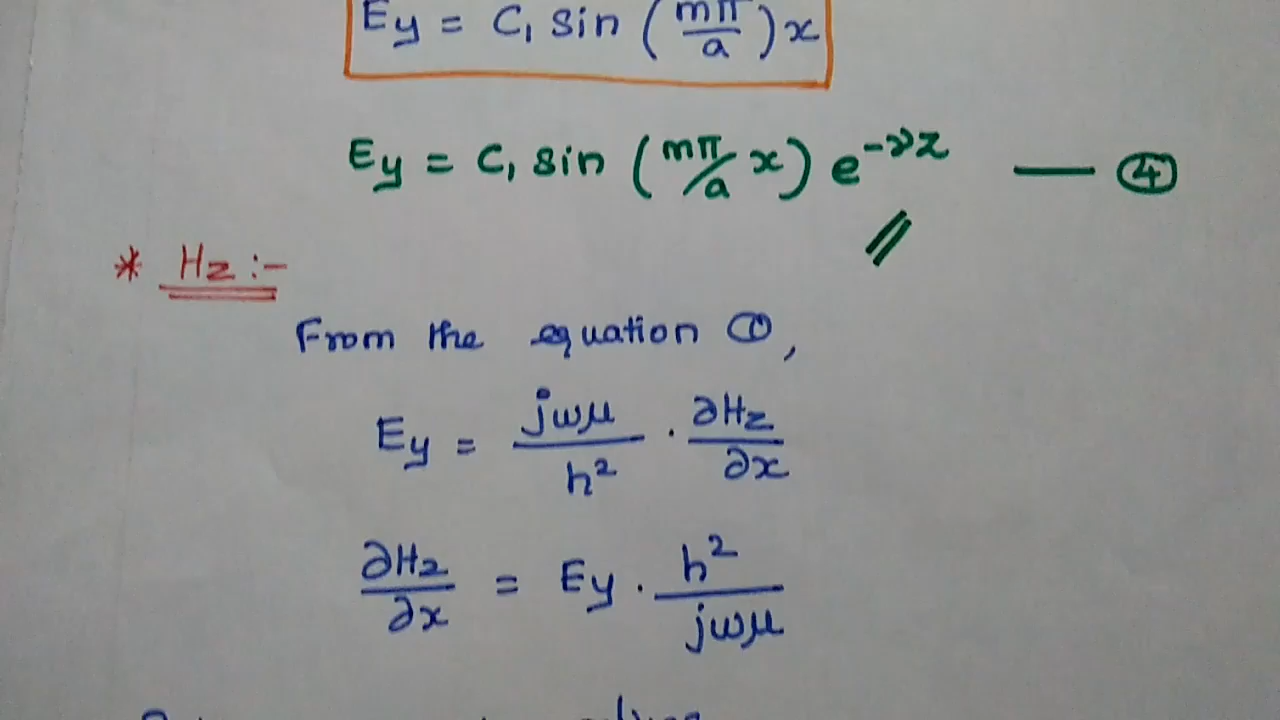 Ey = C₁ sin (mπ/a) x
Ey = C₁ sin (mπ/a x) e^-νz — ④
* Hz :-
From the equation ①,
Ey = jωμ/h² · ∂Hz/∂x
∂Hz/∂x = Ey · h²/jωμ